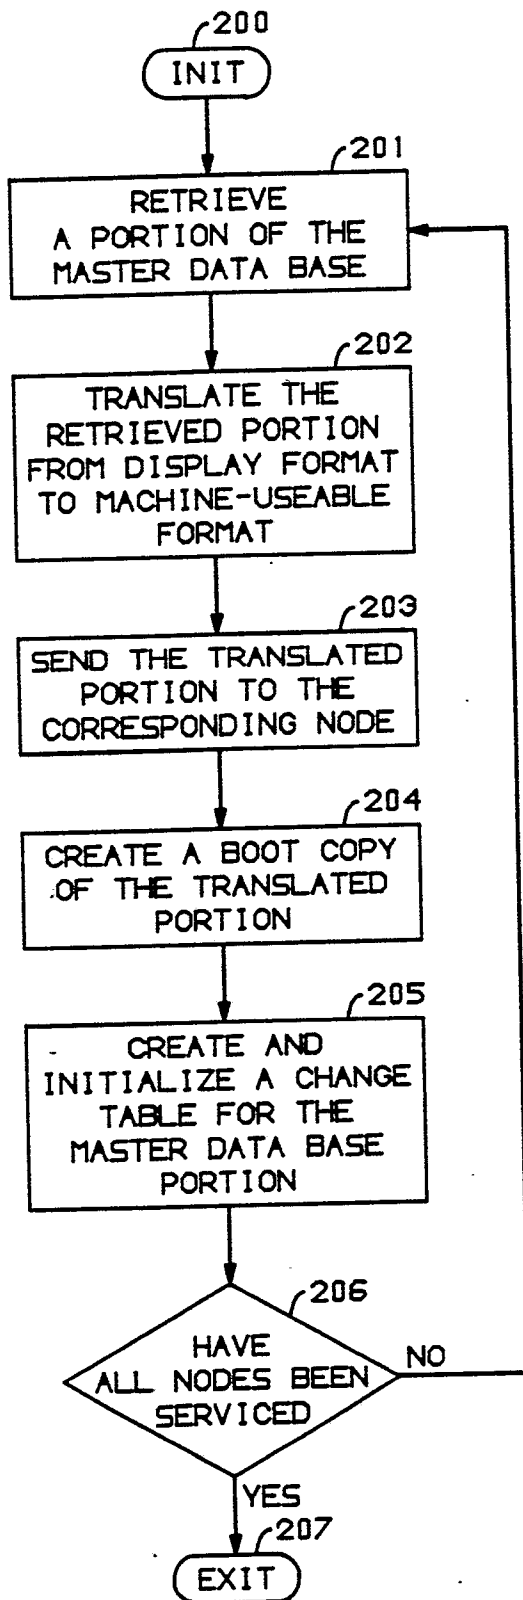 200
INIT
201
RETRIEVE
A PORTION OF THE
MASTER DATA BASE
202
TRANSLATE THE
RETRIEVED PORTION
FROM DISPLAY FORMAT
TO MACHINE-USEABLE
FORMAT
203
SEND THE TRANSLATED
PORTION TO THE
CORRESPONDING NODE
204
CREATE A BOOT COPY
OF THE TRANSLATED
PORTION
205
CREATE AND
INITIALIZE A CHANGE
TABLE FOR THE
MASTER DATA BASE
PORTION
206
HAVE
ALL NODES BEEN
SERVICED
NO
YES
207
EXIT